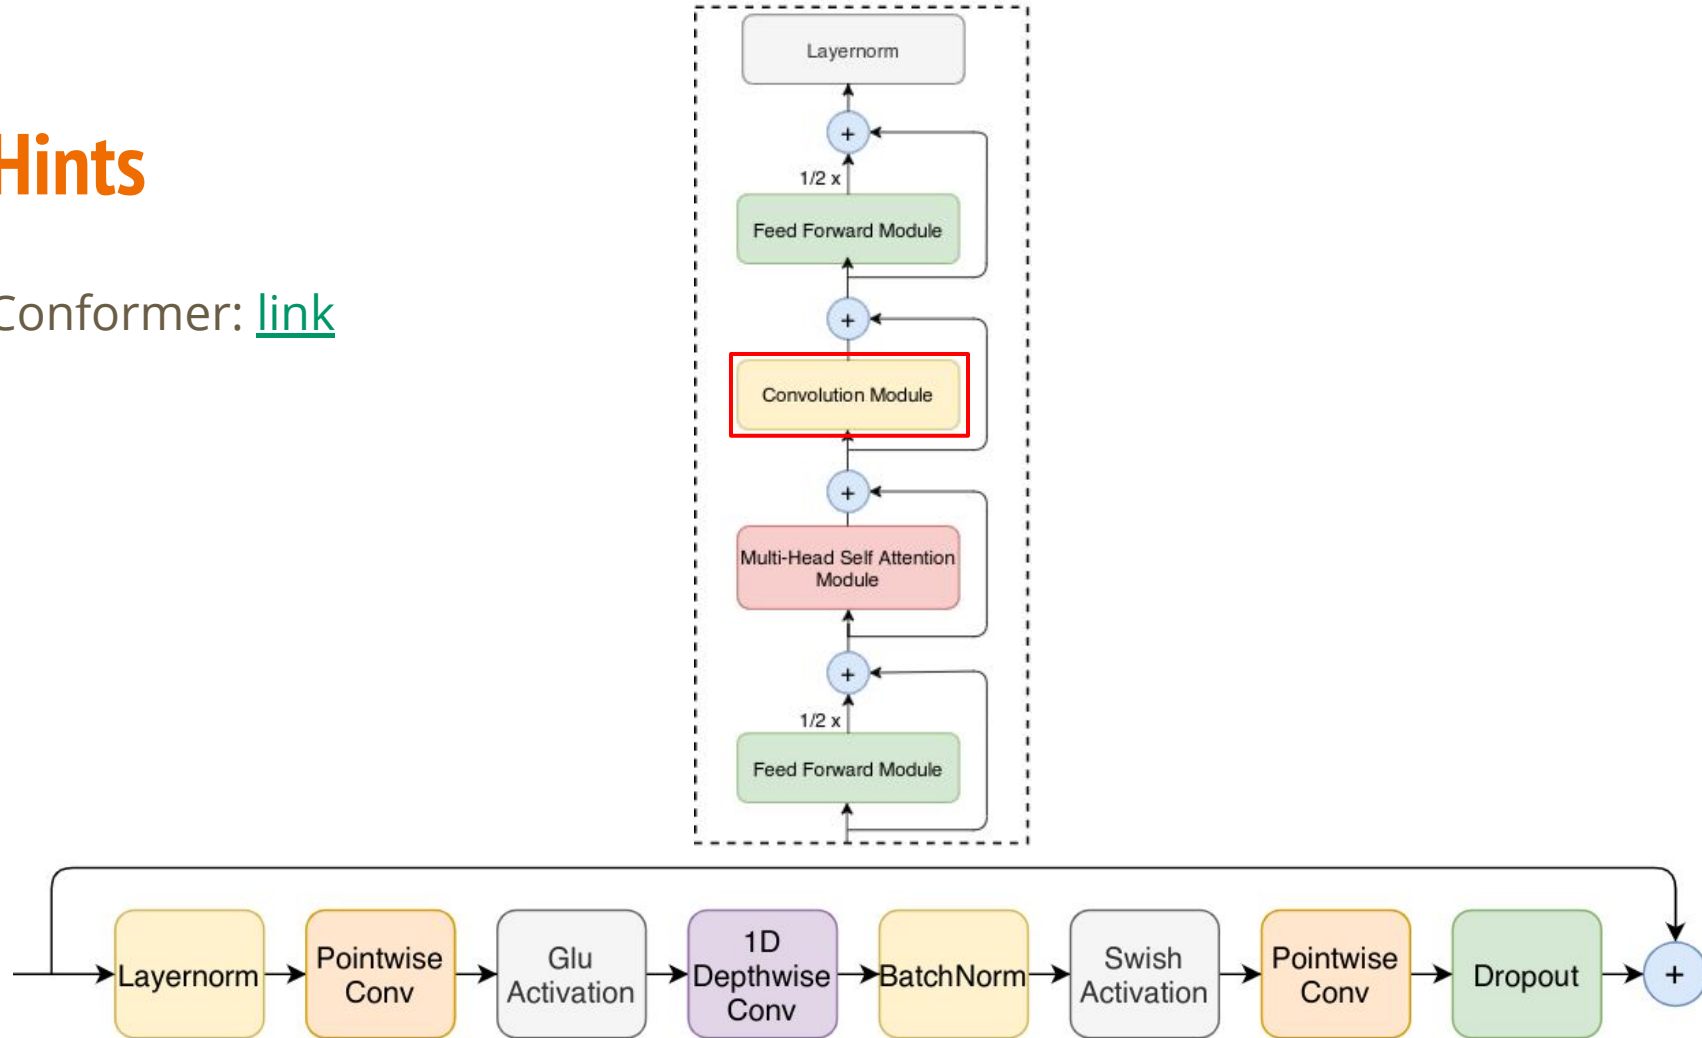 Hints
Conformer: link
Layernorm
+
1/2 x
Feed Forward Module
+
Convolution Module
+
Multi-Head Self Attention
Module
+
1/2 x
Feed Forward Module
Layernorm
Pointwise
Conv
Glu
Activation
1D
Depthwise
Conv
BatchNorm
Swish
Activation
Pointwise
Conv
Dropout
+